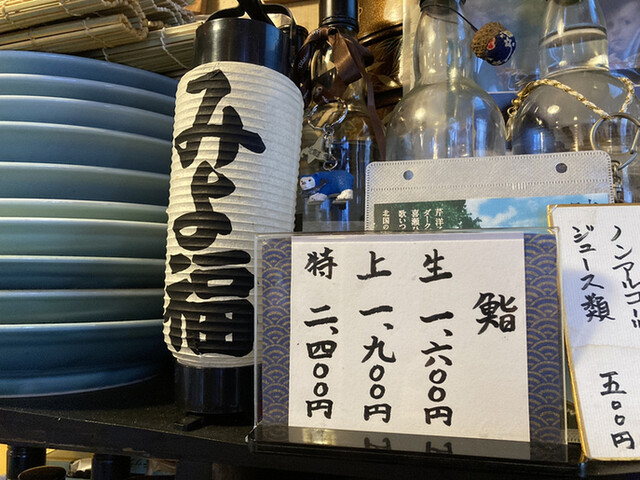 みよ福
鮨
生 一、六〇〇円
上 一、九〇〇円
特 二、四〇〇円
ノンアルコール
ジュース類 五〇〇円